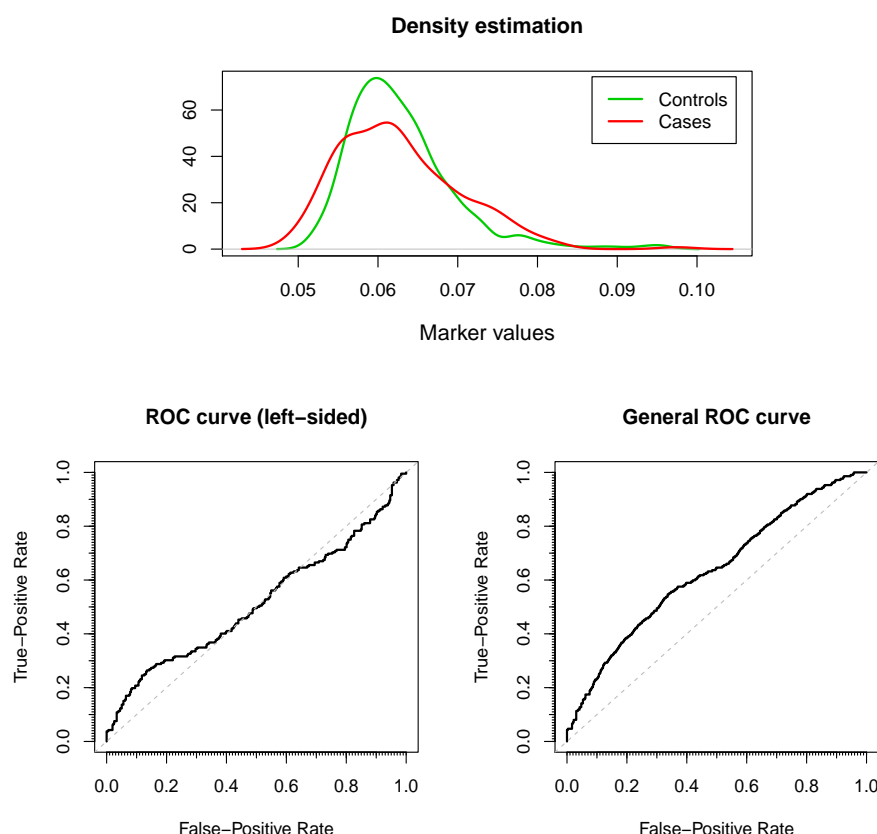 Density estimation
60
40
20
0
Controls
Cases
0.05 0.06 0.07 0.08 0.09 0.10
Marker values
ROC curve (left−sided)
1.0
0.8
0.6
0.4
0.2
0.0
True−Positive Rate
0.0 0.2 0.4 0.6 0.8 1.0
False−Positive Rate
General ROC curve
1.0
0.8
0.6
0.4
0.2
0.0
True−Positive Rate
0.0 0.2 0.4 0.6 0.8 1.0
False−Positive Rate